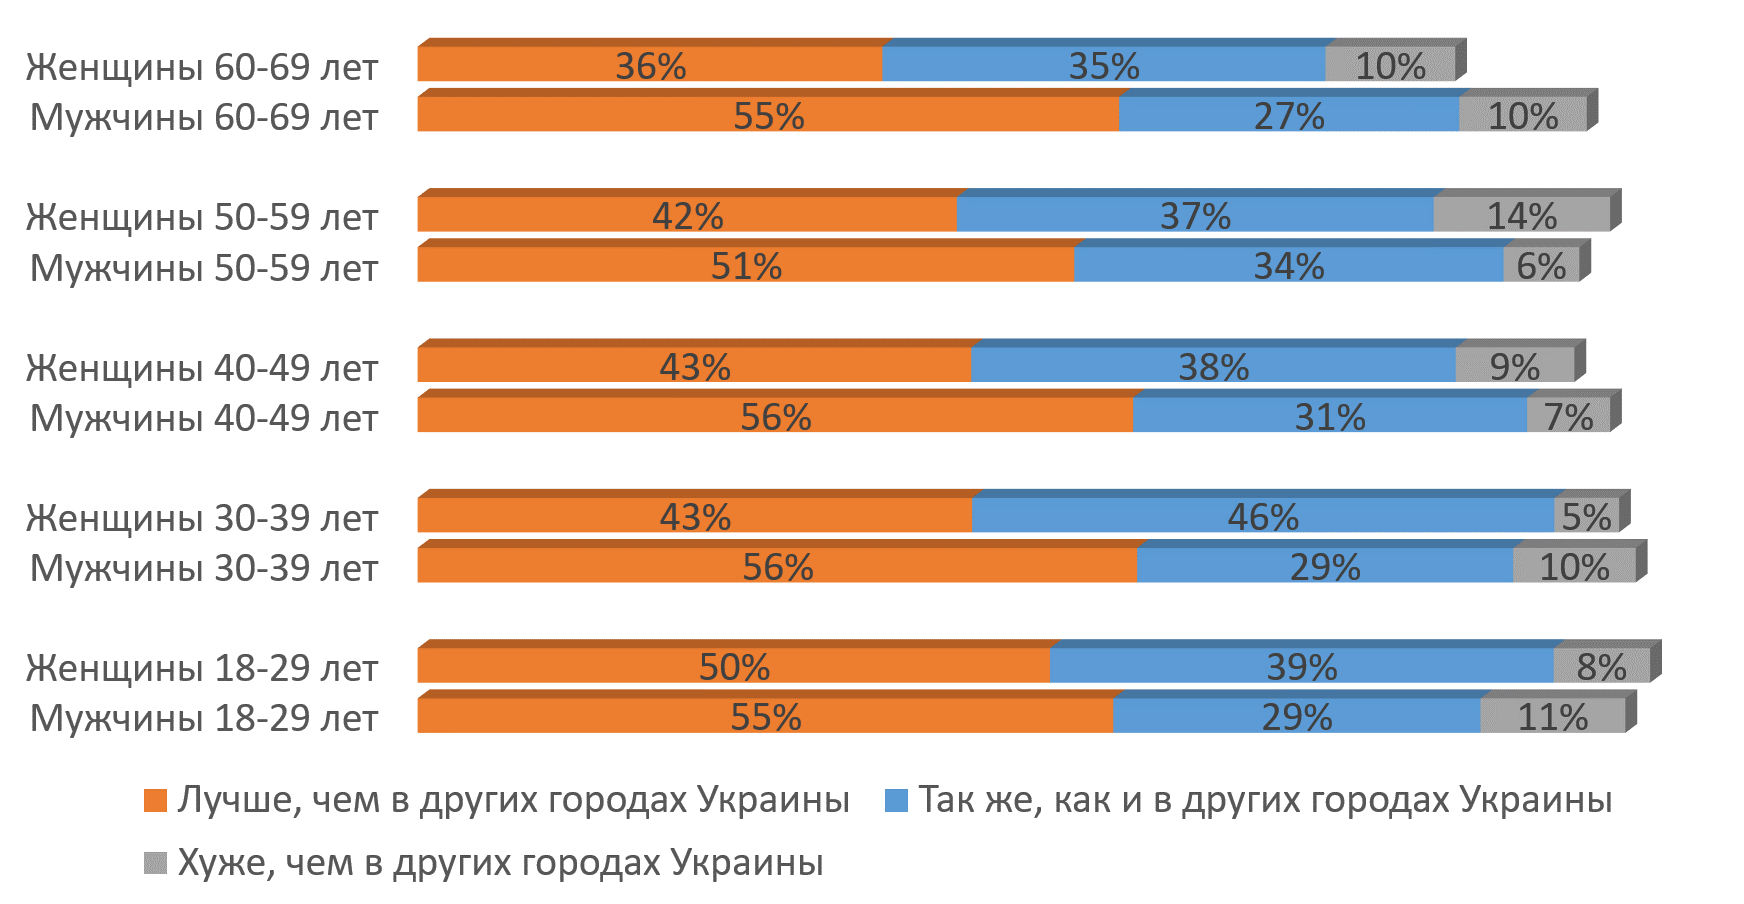 Женщины 60-69 лет 36% 35% 10%
Мужчины 60-69 лет 55% 27% 10%
Женщины 50-59 лет 42% 37% 14%
Мужчины 50-59 лет 51% 34% 6%
Женщины 40-49 лет 43% 38% 9%
Мужчины 40-49 лет 56% 31% 7%
Женщины 30-39 лет 43% 46% 5%
Мужчины 30-39 лет 56% 29% 10%
Женщины 18-29 лет 50% 39% 8%
Мужчины 18-29 лет 55% 29% 11%
Лучше, чем в других городах Украины Так же, как и в других городах Украины
Хуже, чем в других городах Украины